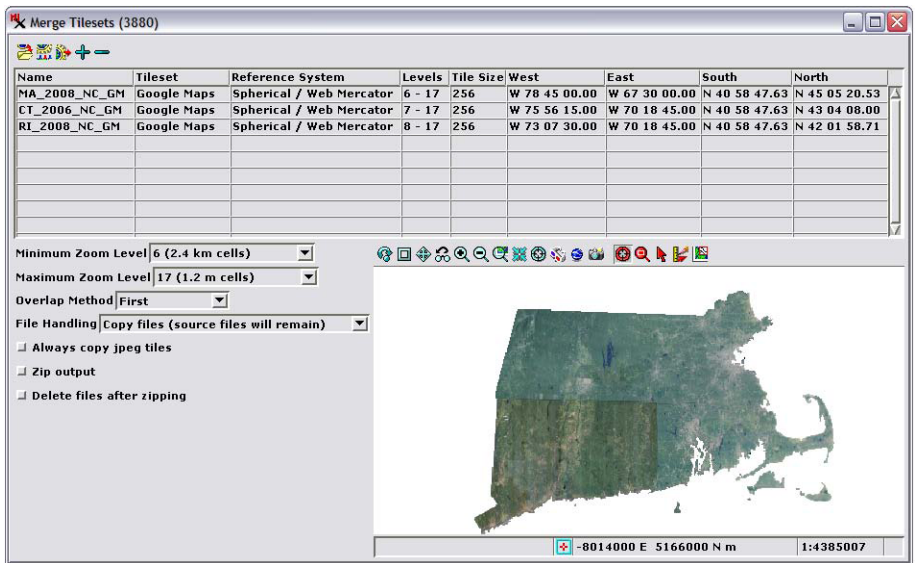 Merge Tilesets (3880)
Name Tileset Reference System Levels Tile Size West East South North
MA_2008_NC_GM Google Maps Spherical / Web Mercator 6 - 17 256 W 78 45 00.00 W 67 30 00.00 N 40 58 47.63 N 45 05 20.53
CT_2006_NC_GM Google Maps Spherical / Web Mercator 7 - 17 256 W 75 56 15.00 W 70 18 45.00 N 40 58 47.63 N 43 04 08.00
RI_2008_NC_GM Google Maps Spherical / Web Mercator 8 - 17 256 W 73 07 30.00 W 70 18 45.00 N 40 58 47.63 N 42 01 58.71
Minimum Zoom Level 6 (2.4 km cells)
Maximum Zoom Level 17 (1.2 m cells)
Overlap Method First
File Handling Copy files (source files will remain)
Always copy jpeg tiles
Zip output
Delete files after zipping
-8014000 E 5166000 N m 1:4385007